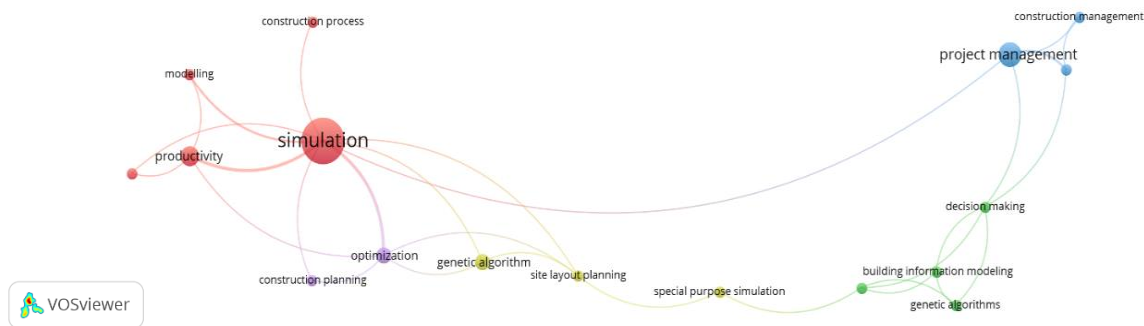 construction management
construction process
project management
modelling
simulation
productivity
decision making
optimization
genetic algorithm
building information modeling
site layout planning
construction planning
special purpose simulation
genetic algorithms
VOSviewer